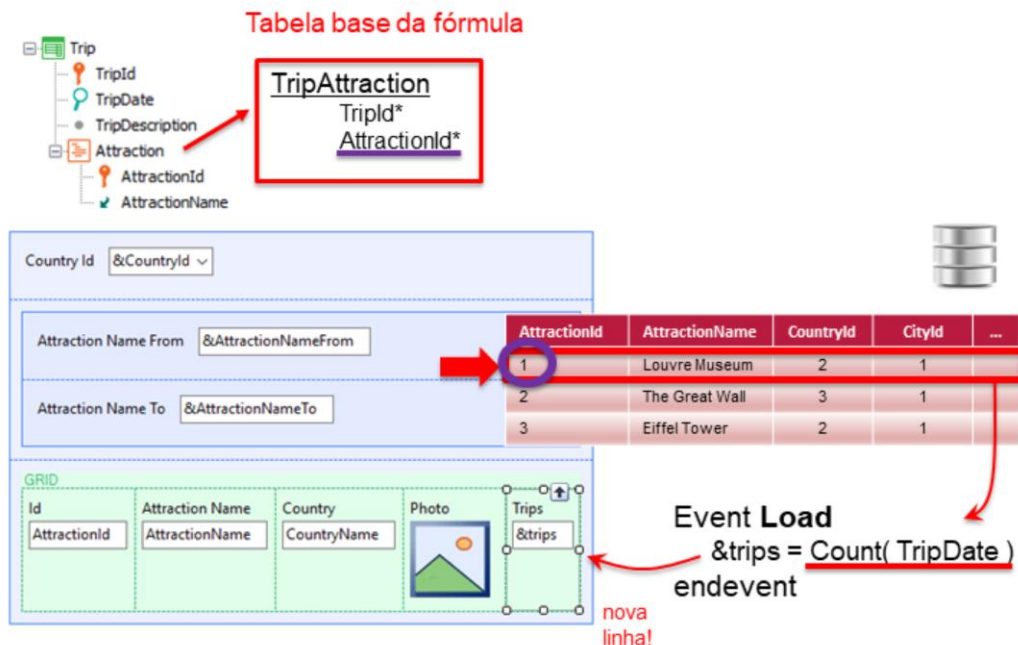 Tabela base da fórmula
Trip
TripId
TripDate
TripDescription
Attraction
AttractionId
AttractionName
TripAttraction
TripId*
AttractionId*
Country Id &CountryId
Attraction Name From &AttractionNameFrom
Attraction Name To &AttractionNameTo
AttractionId AttractionName CountryId CityId ...
1 Louvre Museum 2 1
2 The Great Wall 3 1
3 Eiffel Tower 2 1
GRID
Id Attraction Name Country Photo Trips
AttractionId AttractionName CountryName &trips
Event Load
&trips = Count( TripDate )
endevent
nova
linha!